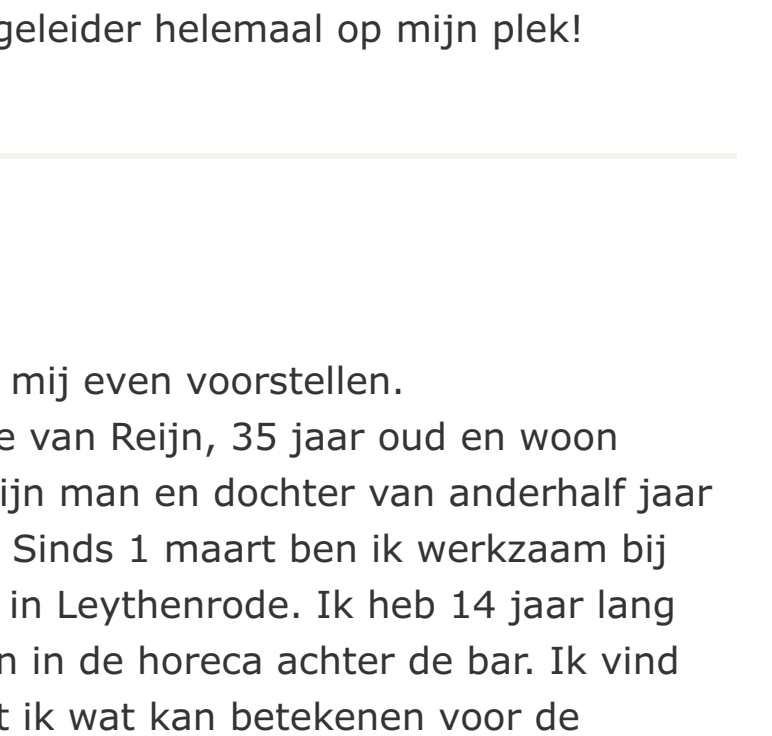 geleider helemaal op mijn plek!
mij even voorstellen.
e van Reijn, 35 jaar oud en woon
ijn man en dochter van anderhalf jaar
Sinds 1 maart ben ik werkzaam bij
in Leythenrode. Ik heb 14 jaar lang
n in de horeca achter de bar. Ik vind
t ik wat kan betekenen voor de